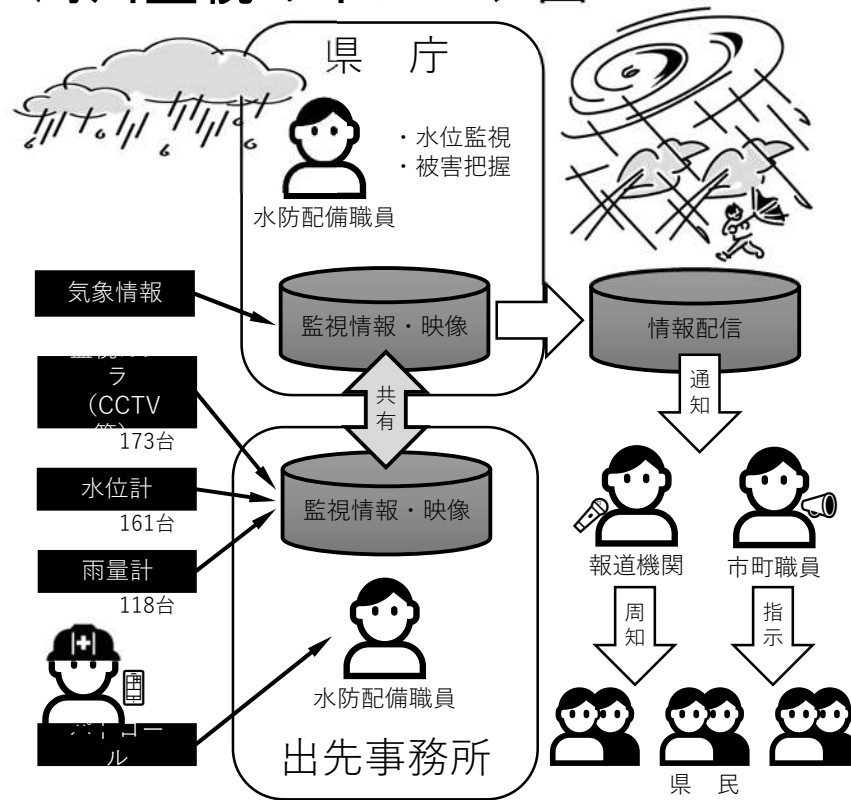 県　庁
・水位監視
・被害把握
水防配備職員
気象情報
監視情報・映像
情報配信
通知
ラ
（CCTV
173台
共有
水位計
161台
監視情報・映像
雨量計
118台
報道機関
市町職員
周知
指示
水防配備職員
ル
出先事務所
県　民